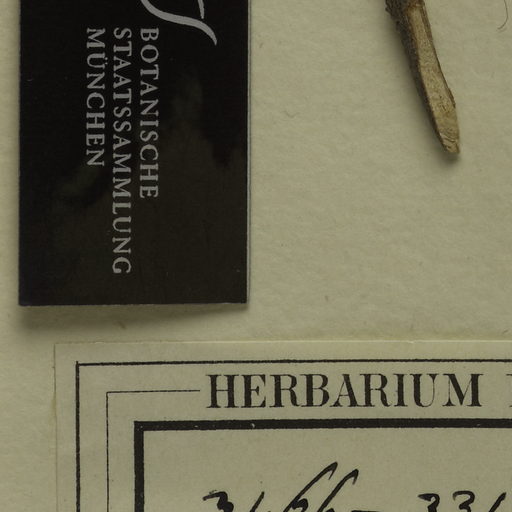 BOTANISCHE
STAATSSAMMLUNG
MÜNCHEN
HERBARIUM